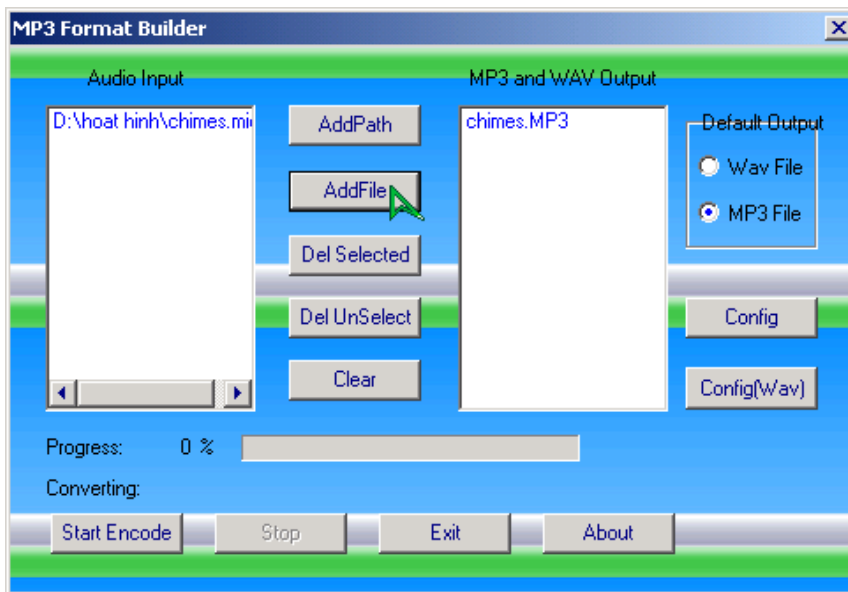 MP3 Format Builder
Audio Input
MP3 and WAV Output
D:\hoat hinh\chimes.mi
AddPath
chimes.MP3
Default Output
AddFile
Wav File
MP3 File
Del Selected
Del UnSelect
Config
Clear
Config(Wav)
Progress: 0 %
Converting:
Start Encode
Stop
Exit
About